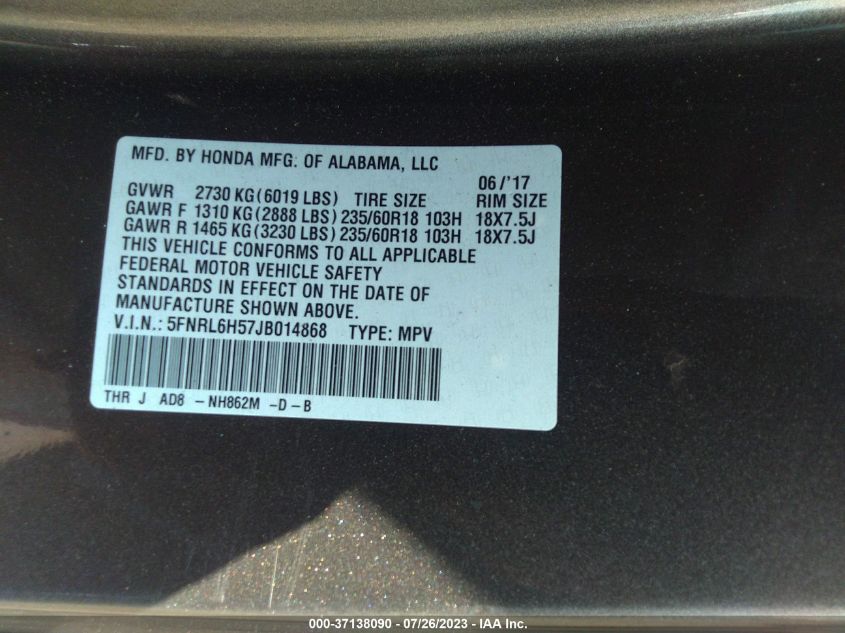 MFD. BY HONDA MFG. OF ALABAMA, LLC
06/'17
GVWR 2730 KG(6019 LBS) TIRE SIZE RIM SIZE
GAWR F 1310 KG(2888 LBS) 235/60R18 103H 18X7.5J
GAWR R 1465 KG(3230 LBS) 235/60R18 103H 18X7.5J
THIS VEHICLE CONFORMS TO ALL APPLICABLE
FEDERAL MOTOR VEHICLE SAFETY
STANDARDS IN EFFECT ON THE DATE OF
MANUFACTURE SHOWN ABOVE.
V.I.N.: 5FNRL6H57JB014868 TYPE: MPV
THR J AD8 - NH862M - D - B
000-37138090 - 07/26/2023 - IAA Inc.